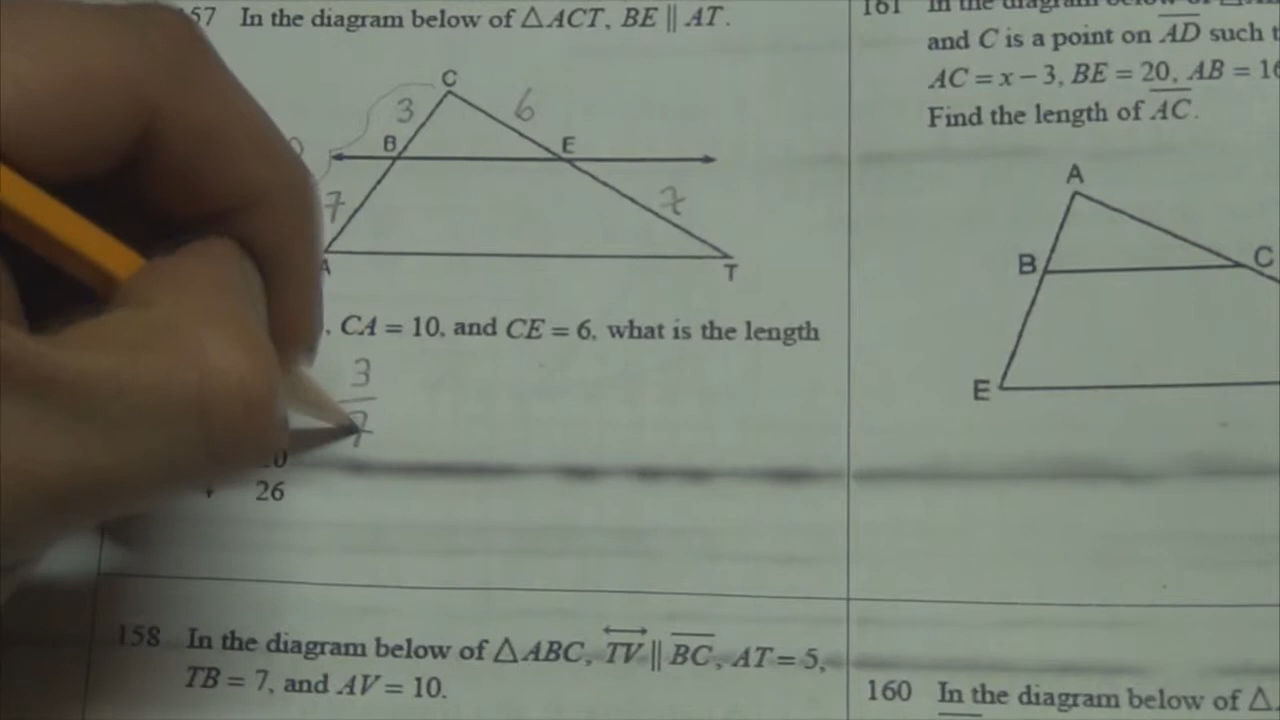 57 In the diagram below of △ACT, BE ∥ AT.
C
3
6
B
E
7
A
T
, CA = 10, and CE = 6, what is the length
3
7
26
158 In the diagram below of △ABC, TV ∥ BC, AT = 5,
TB = 7, and AV = 10.
161
and C is a point on AD such
AC = x − 3, BE = 20, AB = 16
Find the length of AC.
A
B
C
E
160 In the diagram below of △